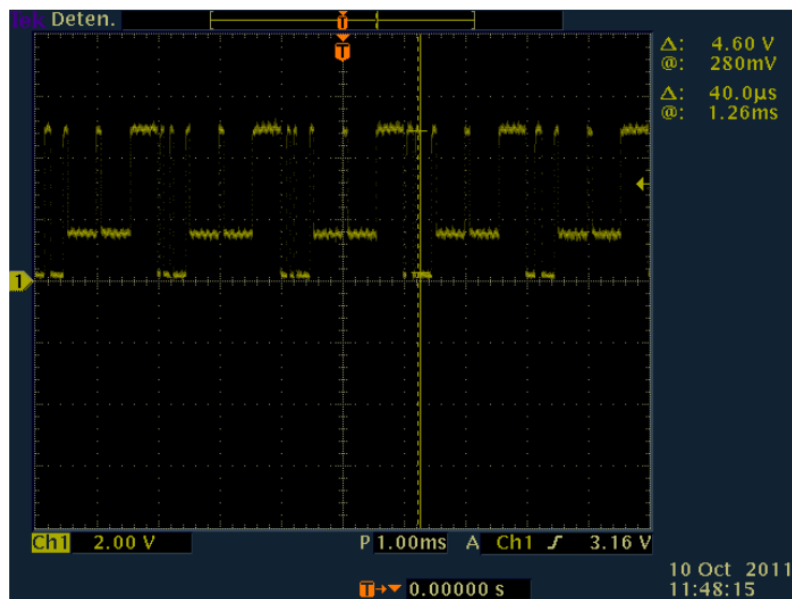 Tek Deten.
T
T
Δ: 4.60 V
@: 280mV
Δ: 40.0µs
@: 1.26ms
1
Ch1 2.00 V P 1.00ms A Ch1 3.16 V
10 Oct 2011
T 0.00000 s
11:48:15